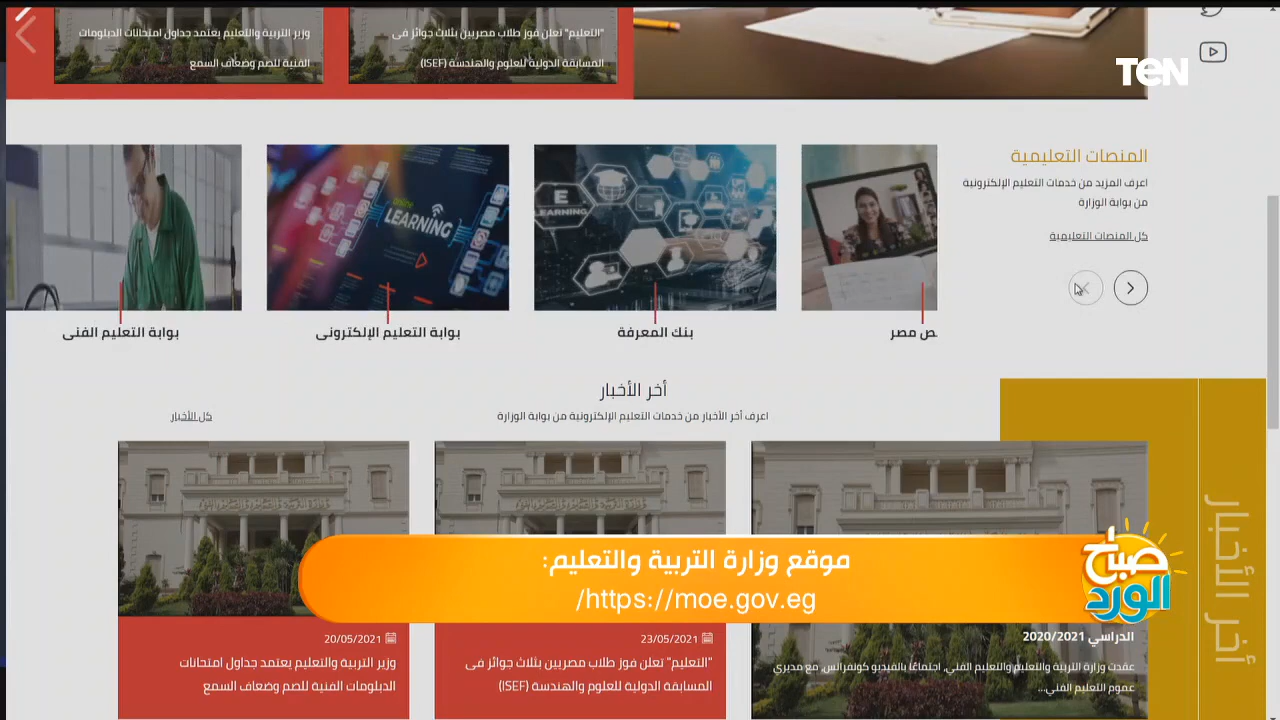 "التعليم" تعلن فوز طلاب مصريين بثلاث جوائز فى
المسابقة الدولية للعلوم والهندسة (ISEF)
وزير التربية والتعليم يعتمد جداول امتحانات الدبلومات
الفنية للصم وضعاف السمع
TEN
المنصات التعليمية
اعرف المزيد من خدمات التعليم الإلكترونية
من بوابة الوزارة
كل المنصات التعليمية
E
LEARNING
online
LEARNING
ص مصر
بنك المعرفة
بوابة التعليم الإلكترونى
بوابة التعليم الفنى
أخر الأخبار
اعرف أخر الأخبار من خدمات التعليم الإلكترونية من بوابة الوزارة
كل الأخبار
أخر الأخبار
موقع وزارة التربية والتعليم:
https://moe.gov.eg/
صباح
الورد
الدراسي 2020/2021
عقدت وزارة التربية والتعليم والتعليم الفني، اجتماعًا بالفيديو كونفرانس، مع مديري
عموم التعليم الفني...
23/05/2021
"التعليم" تعلن فوز طلاب مصريين بثلاث جوائز فى
المسابقة الدولية للعلوم والهندسة (ISEF)
20/05/2021
وزير التربية والتعليم يعتمد جداول امتحانات
الدبلومات الفنية للصم وضعاف السمع